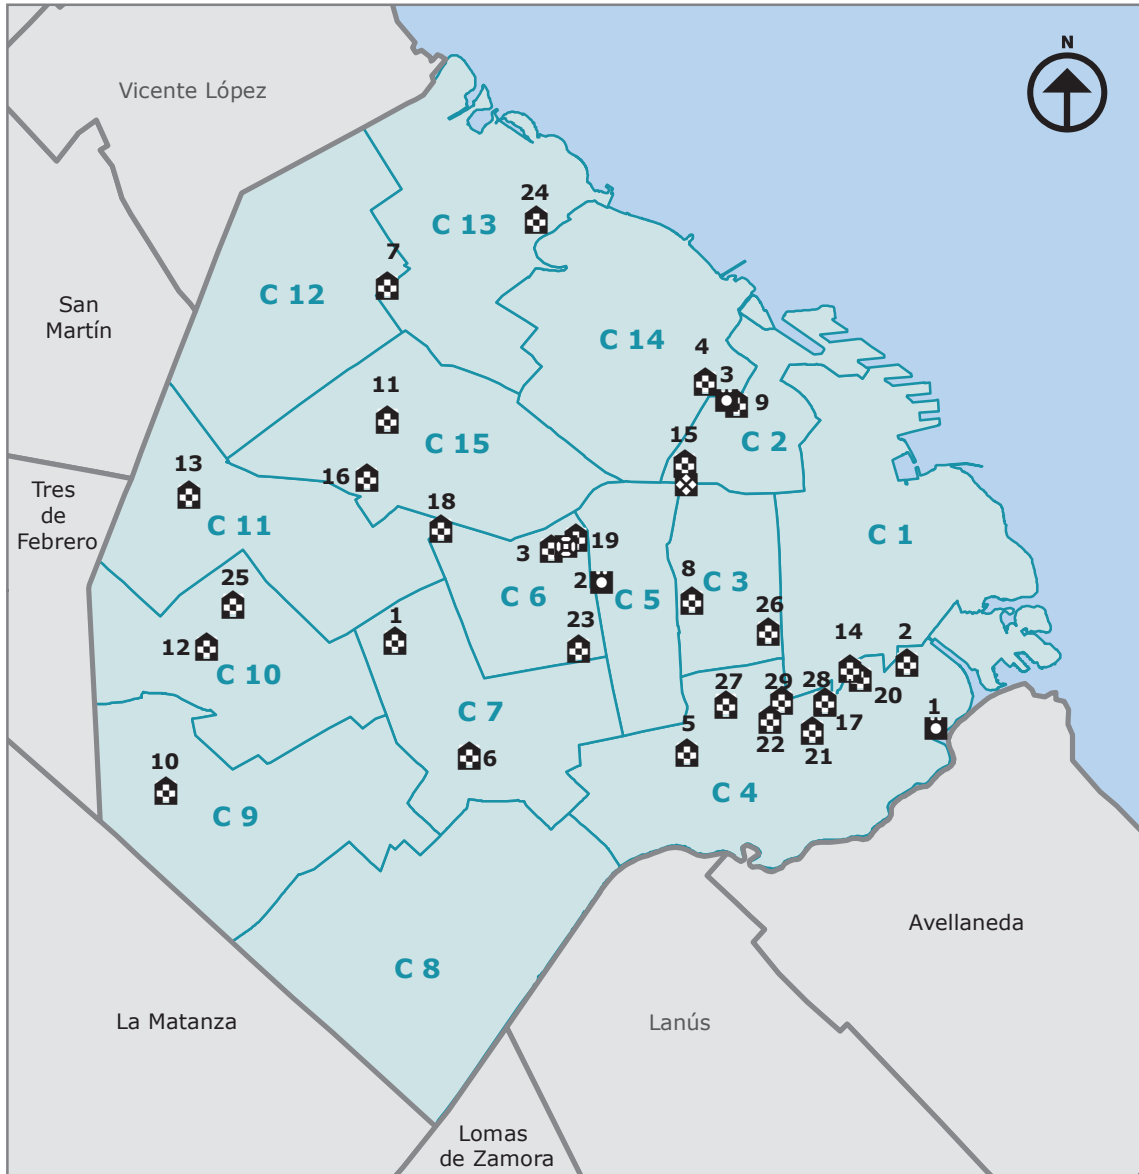 N
Vicente López
24
C 13
7
San
Martín
C 12
C 14
4
3
9
11
C 2
15
C 15
13
16
Tres
de
Febrero
18
C 11
C 1
3
19
2
25
8
C 3
C 6
C 5
26
1
23
12
14
2
C 10
20
27
29
28
C 7
1
17
5
22
21
6
10
C 4
C 9
Avellaneda
C 8
La Matanza
Lanús
Lomas
de Zamora